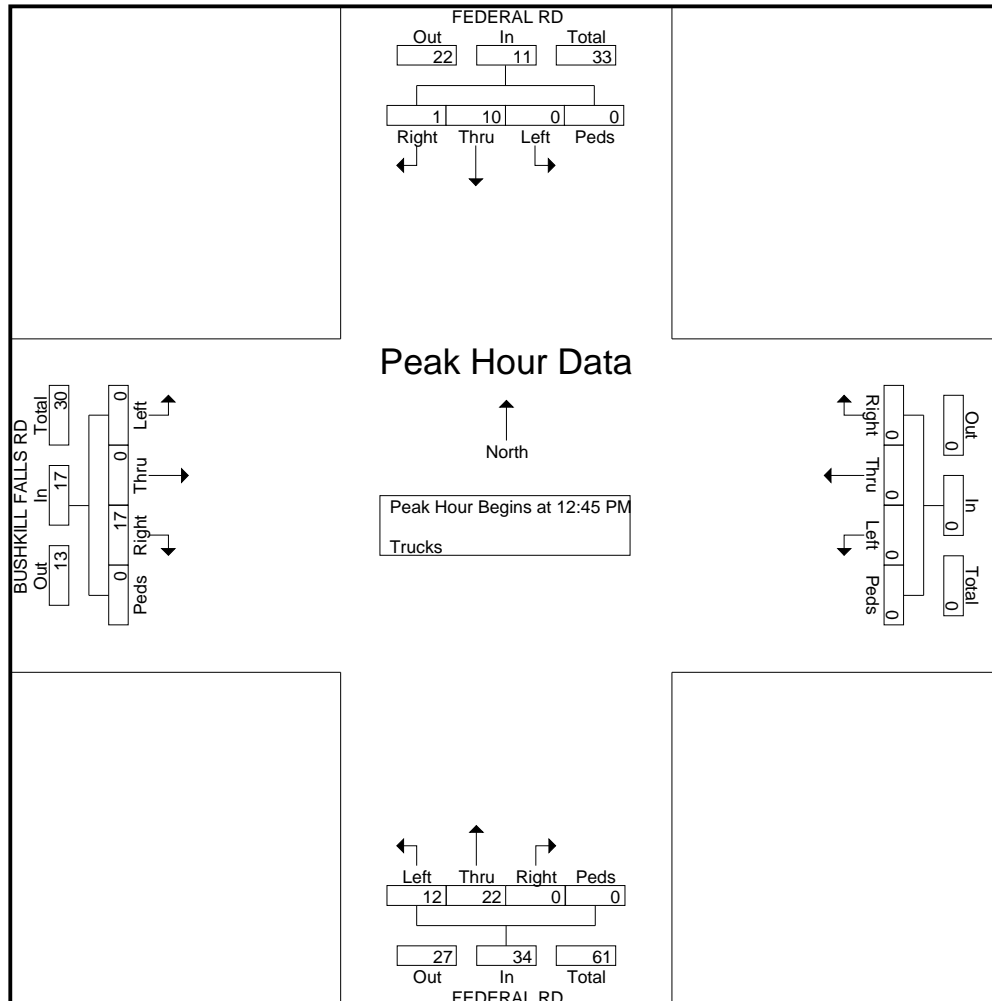 FEDERAL RD
Out In Total
22 11 33
1 10 0 0
Right Thru Left Peds
Peak Hour Data
North
Peak Hour Begins at 12:45 PM
Trucks
BUSHKILL FALLS RD
Out In Total
13 17 30
0 17 0 0
Peds Right Thru Left
Out In Total
0 0 0
0 0 0 0
Right Thru Left Peds
Left Thru Right Peds
12 22 0 0
27 34 61
Out In Total
FEDERAL RD